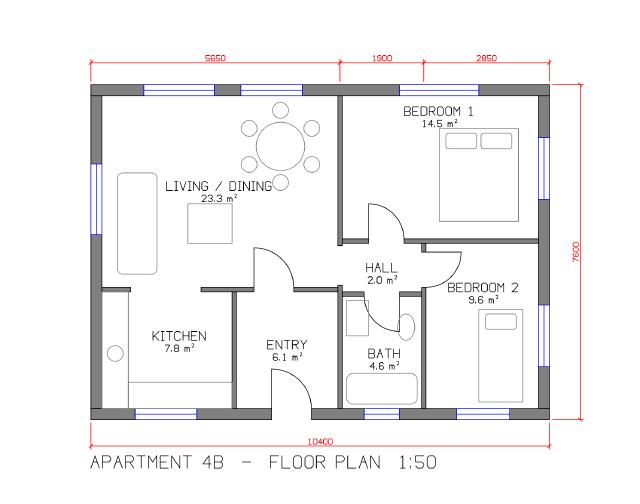 5650 1900 2850
BEDROOM 1
14.5 m²
LIVING / DINING
23.3 m²
7600
HALL
2.0 m²
BEDROOM 2
9.6 m²
KITCHEN
7.8 m²
ENTRY
6.1 m²
BATH
4.6 m²
10400
APARTMENT 4B - FLOOR PLAN 1:50